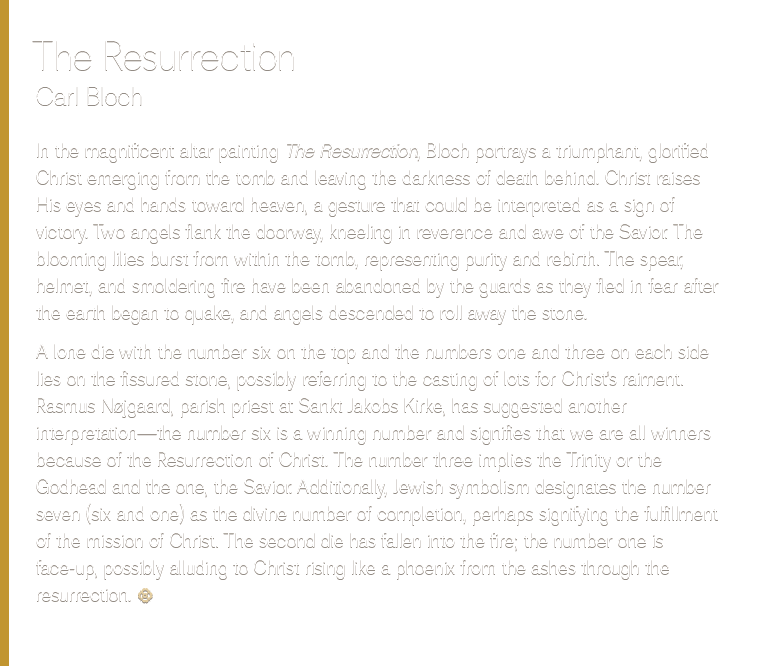 The Resurrection
Carl Bloch
In the magnificent altar painting The Resurrection, Bloch portrays a triumphant, glorified
Christ emerging from the tomb and leaving the darkness of death behind. Christ raises
His eyes and hands toward heaven, a gesture that could be interpreted as a sign of
victory. Two angels flank the doorway, kneeling in reverence and awe of the Savior. The
blooming lilies burst from within the tomb, representing purity and rebirth. The spear,
helmet, and smoldering fire have been abandoned by the guards as they fled in fear after
the earth began to quake, and angels descended to roll away the stone.
A lone die with the number six on the top and the numbers one and three on each side
lies on the fissured stone, possibly referring to the casting of lots for Christ's raiment.
Rasmus Nøjgaard, parish priest at Sankt Jakobs Kirke, has suggested another
interpretation—the number six is a winning number and signifies that we are all winners
because of the Resurrection of Christ. The number three implies the Trinity or the
Godhead and the one, the Savior. Additionally, Jewish symbolism designates the number
seven (six and one) as the divine number of completion, perhaps signifying the fulfillment
of the mission of Christ. The second die has fallen into the fire; the number one is
face-up, possibly alluding to Christ rising like a phoenix from the ashes through the
resurrection.